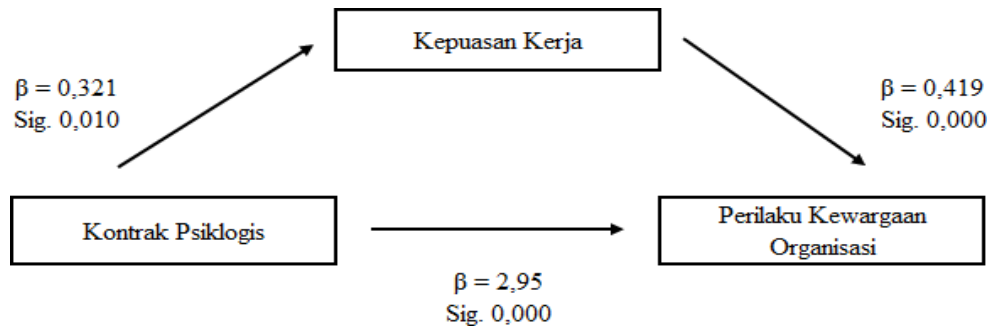 Kepuasan Kerja
β = 0,321
Sig. 0,010
β = 0,419
Sig. 0,000
Kontrak Psiklogis
Perilaku Kewargaan
Organisasi
β = 2,95
Sig. 0,000